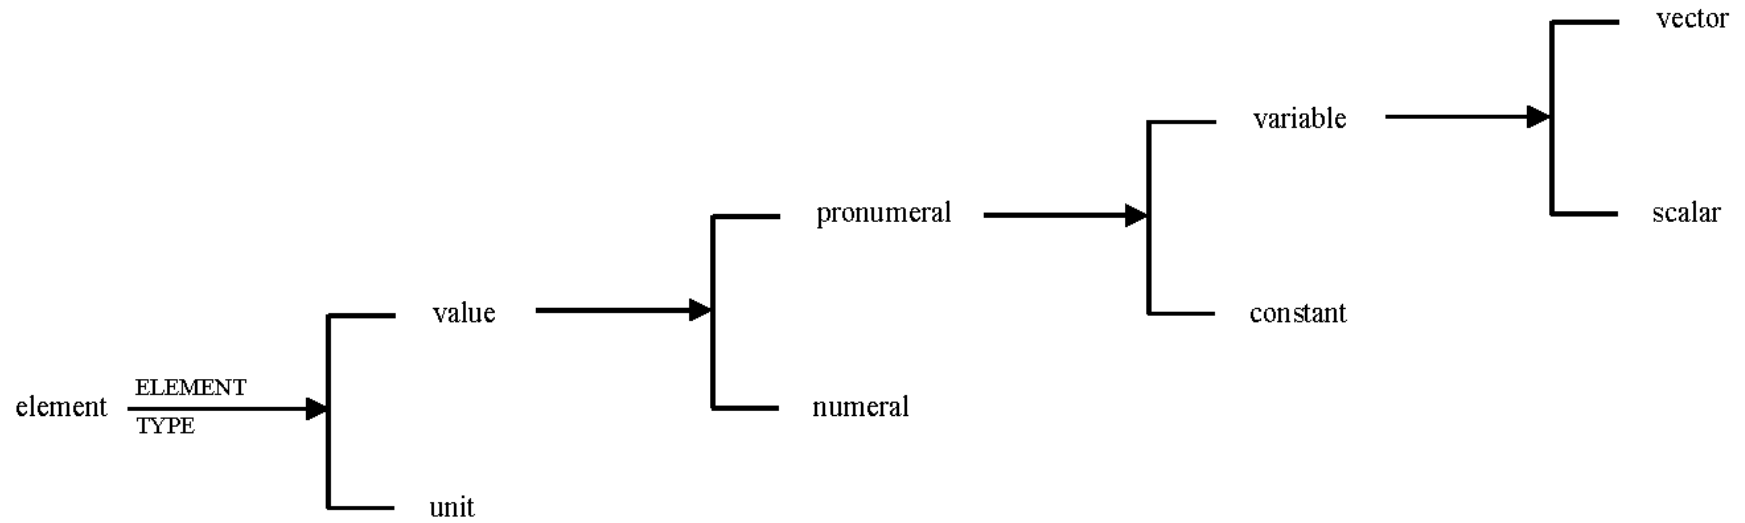 vector
variable
pronumeral
scalar
value
constant
ELEMENT
element
TYPE
numeral
unit